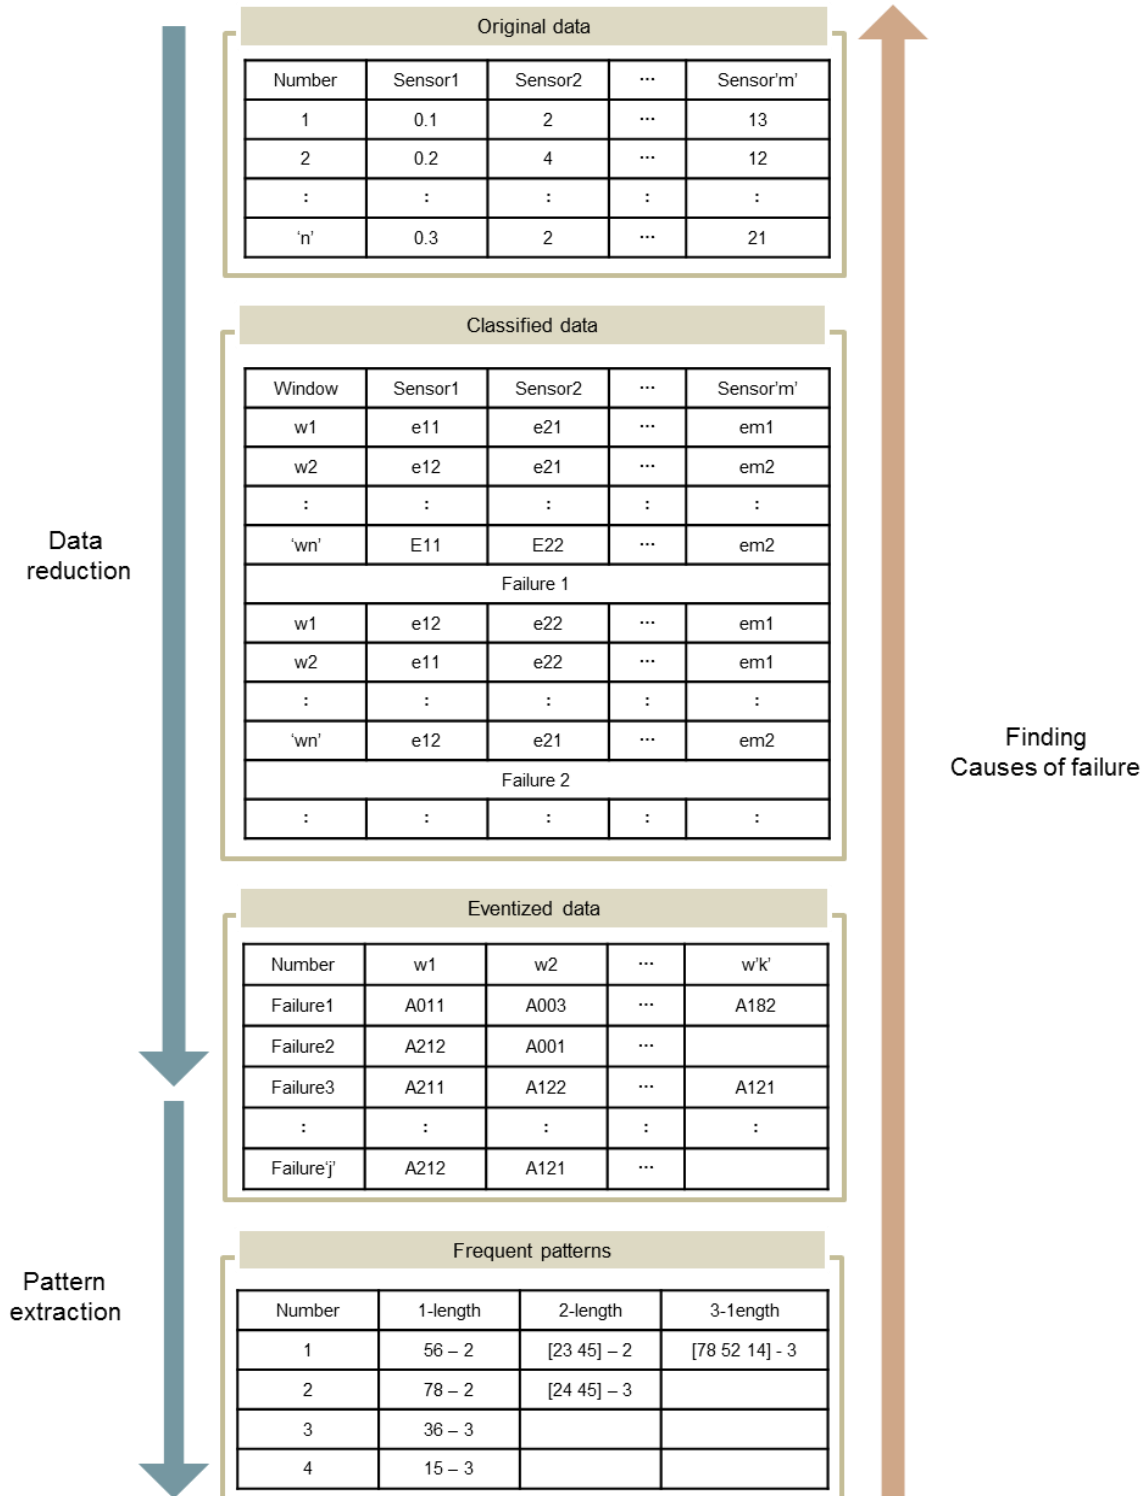 Original data
Number Sensor1 Sensor2 ··· Sensor'm'
1 0.1 2 ··· 13
2 0.2 4 ··· 12
: : : : :
'n' 0.3 2 ··· 21
Classified data
Window Sensor1 Sensor2 ··· Sensor'm'
w1 e11 e21 ··· em1
w2 e12 e21 ··· em2
: : : : :
'wn' E11 E22 ··· em2
Failure 1
w1 e12 e22 ··· em1
w2 e11 e22 ··· em1
: : : : :
'wn' e12 e21 ··· em2
Failure 2
: : : : :
Data
reduction
Finding
Causes of failure
Eventized data
Number w1 w2 ··· w'k'
Failure1 A011 A003 ··· A182
Failure2 A212 A001 ···
Failure3 A211 A122 ··· A121
: : : : :
Failure'j' A212 A121 ···
Pattern
extraction
Frequent patterns
Number 1-length 2-length 3-1ength
1 56 – 2 [23 45] – 2 [78 52 14] - 3
2 78 – 2 [24 45] – 3
3 36 – 3
4 15 – 3